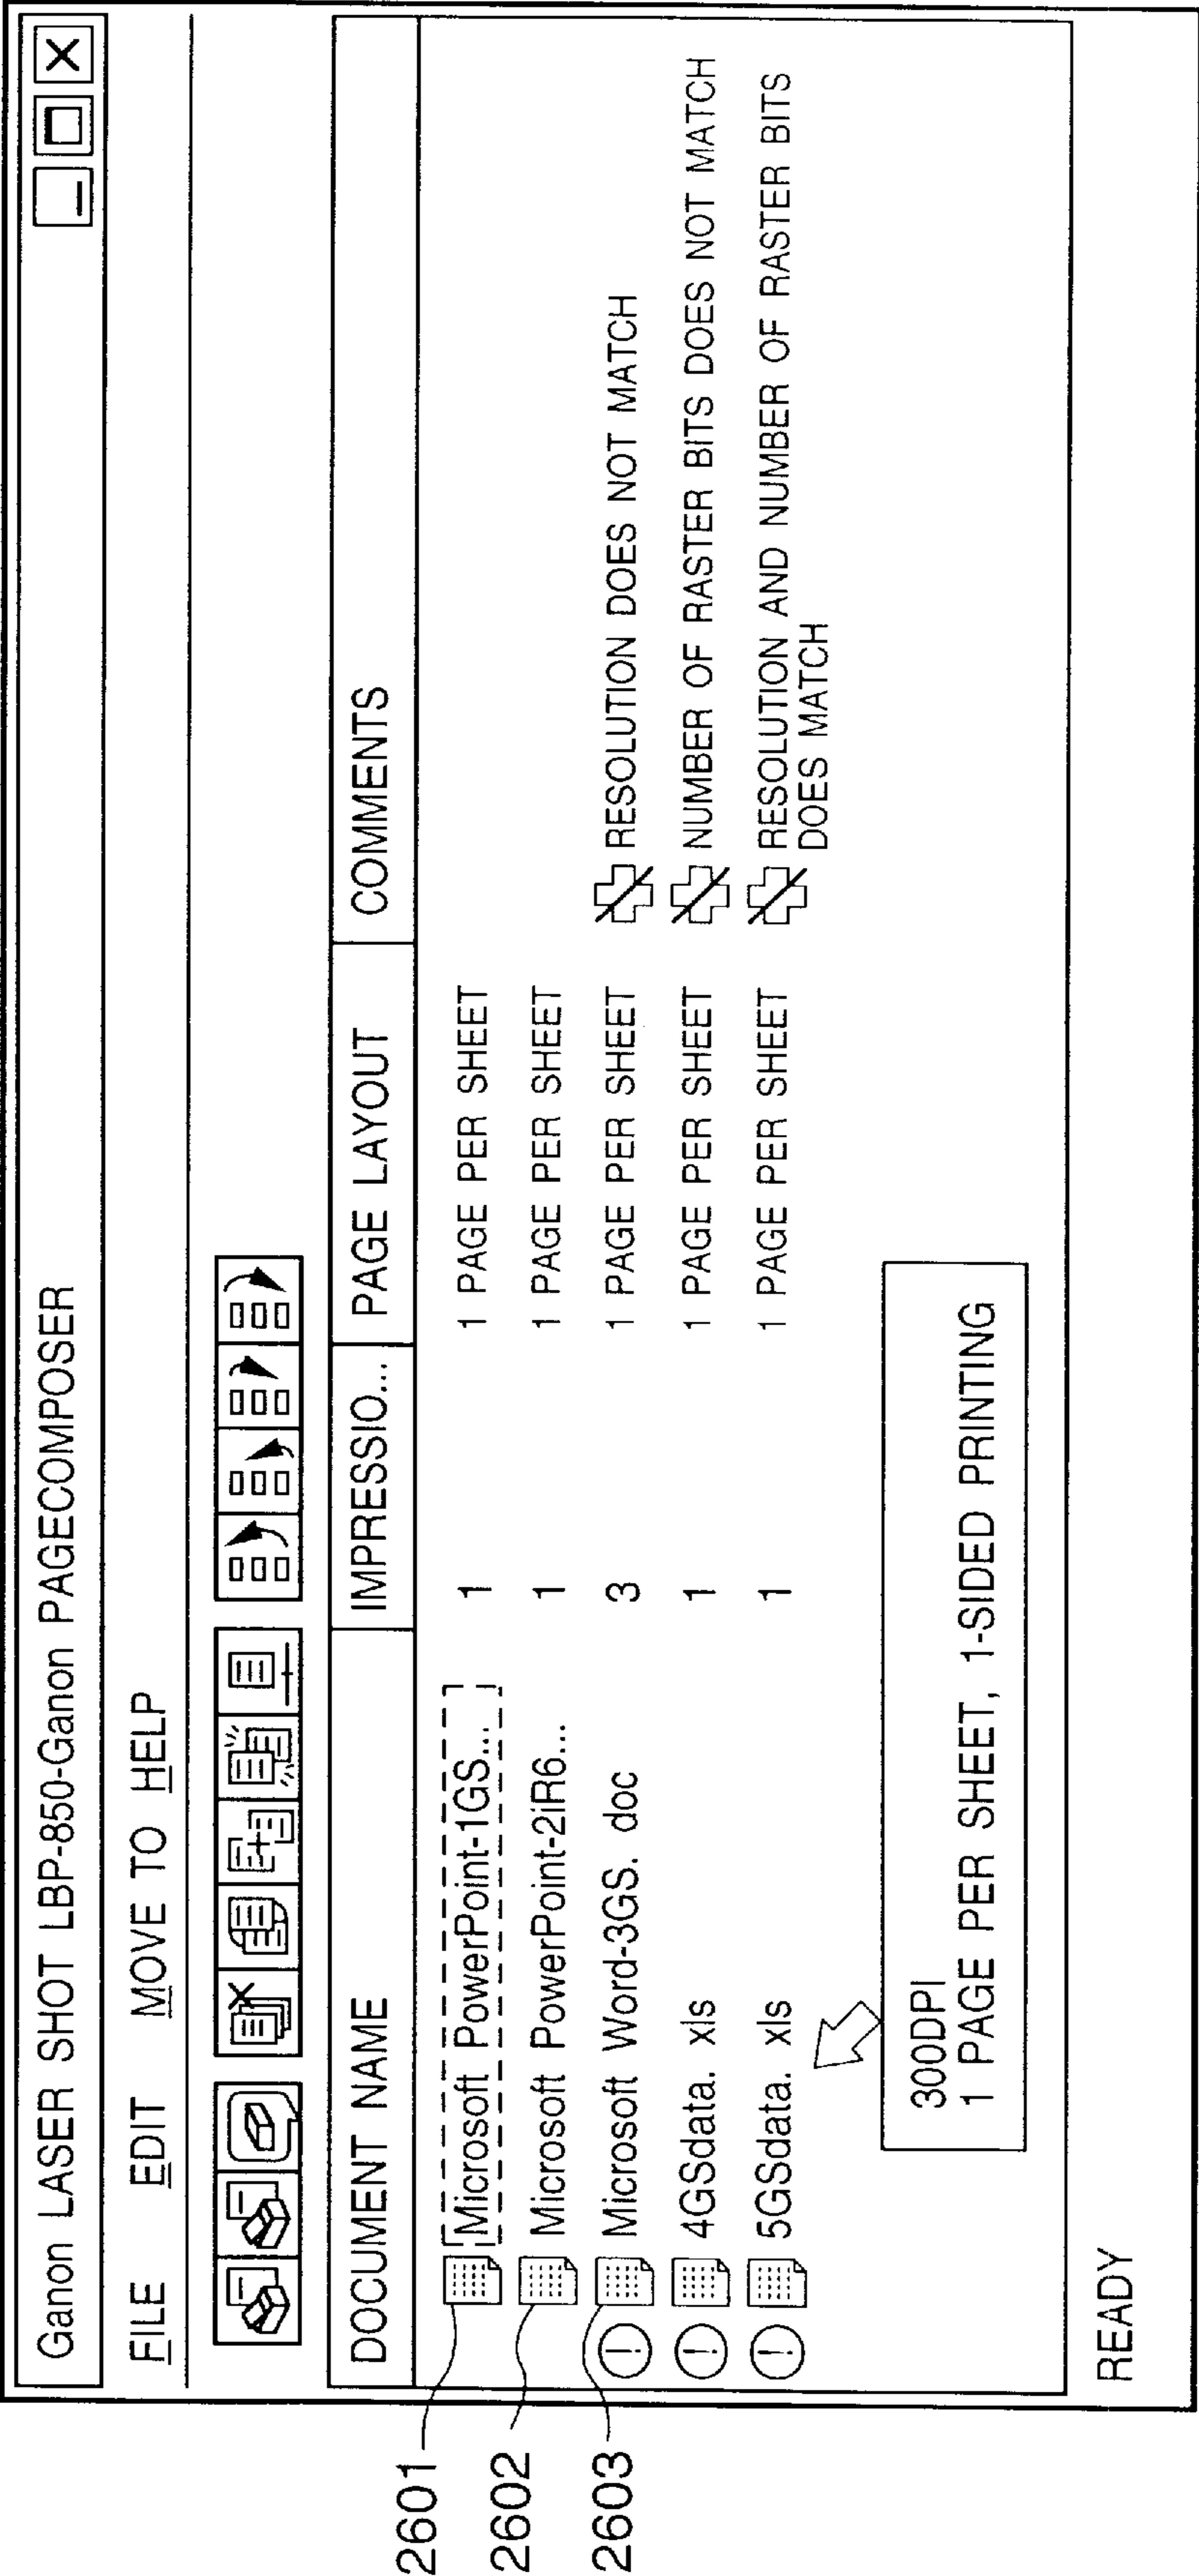 Ganon LASER SHOT LBP-850-Ganon PAGECOMPOSER
FILE EDIT MOVE TO HELP
DOCUMENT NAME IMPRESSIO... PAGE LAYOUT COMMENTS
2601 Microsoft PowerPoint-1GS... 1 1 PAGE PER SHEET
2602 Microsoft PowerPoint-2iR6... 1 1 PAGE PER SHEET
2603 ! Microsoft Word-3GS. doc 3 1 PAGE PER SHEET RESOLUTION DOES NOT MATCH
! 4GSdata. xls 1 1 PAGE PER SHEET NUMBER OF RASTER BITS DOES NOT MATCH
! 5GSdata. xls 1 1 PAGE PER SHEET RESOLUTION AND NUMBER OF RASTER BITS
DOES MATCH
300DPI
1 PAGE PER SHEET, 1-SIDED PRINTING
READY